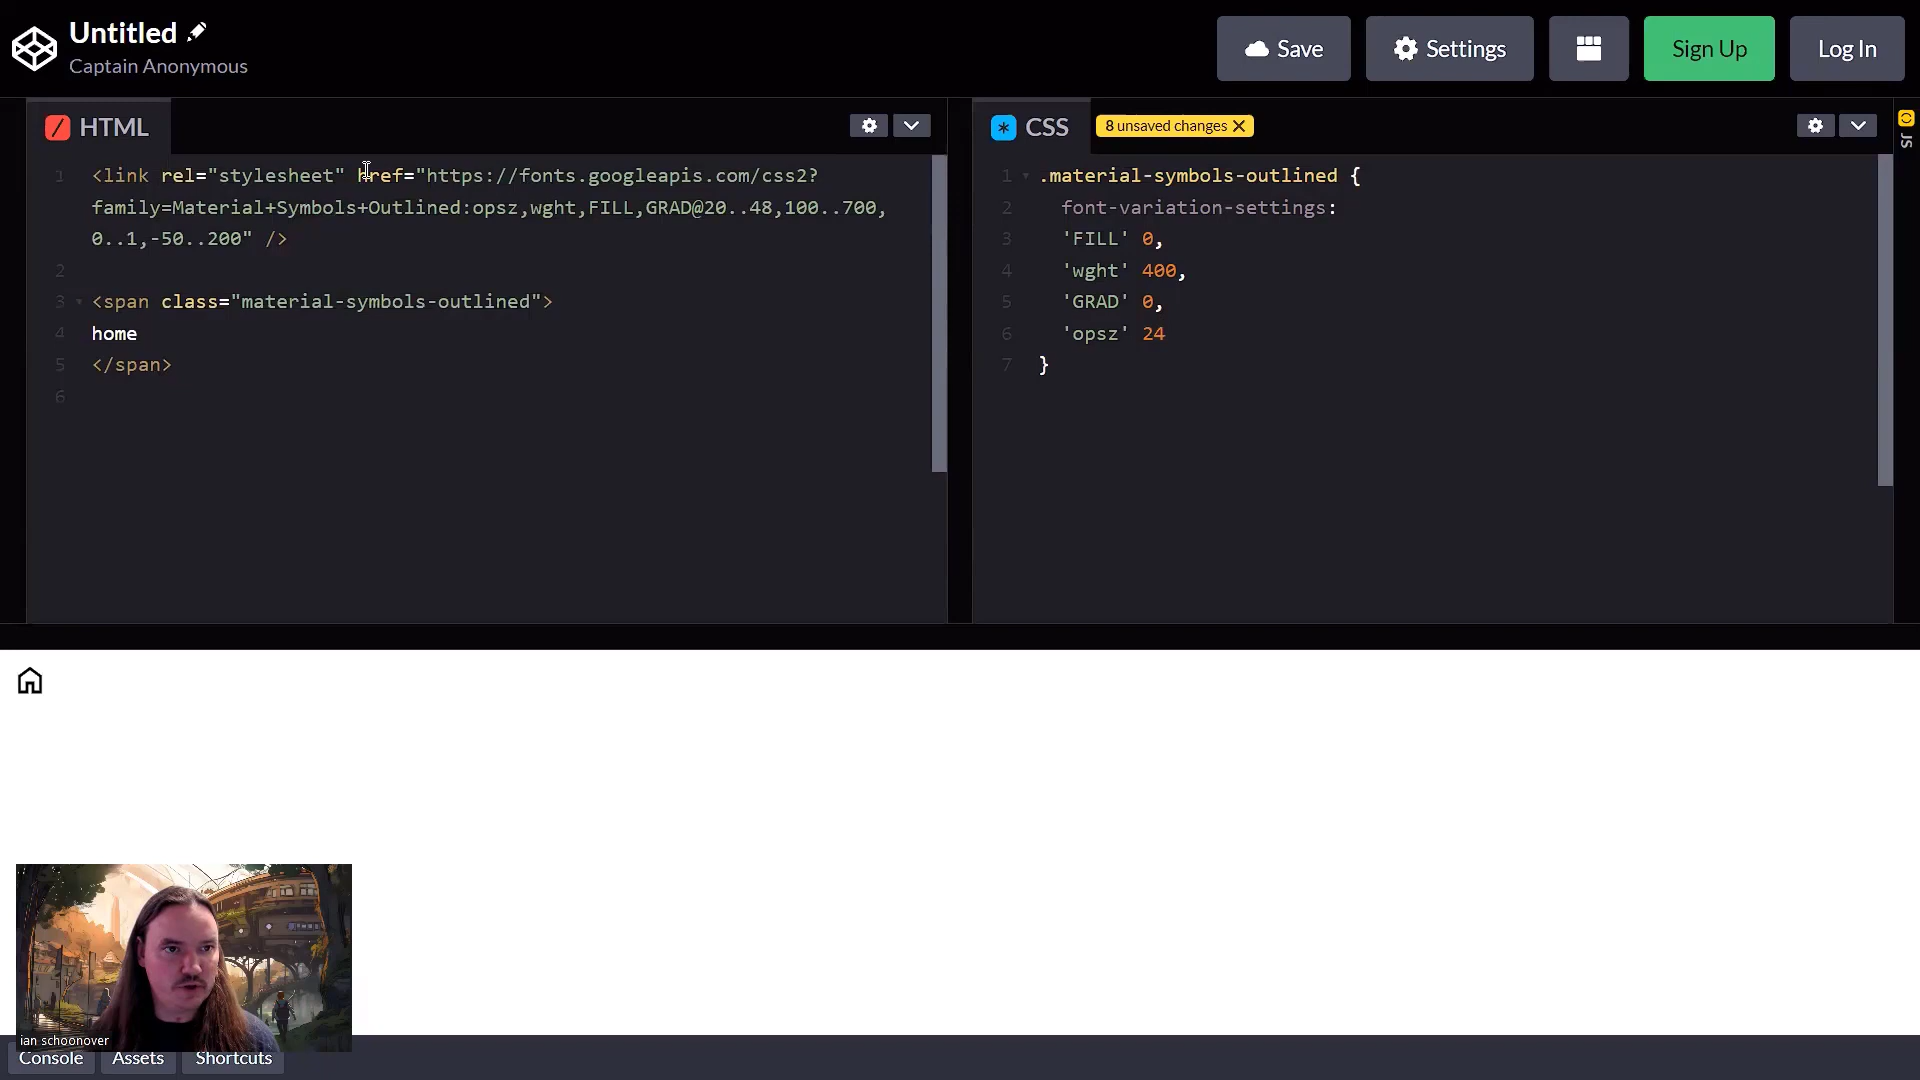 Untitled
Captain Anonymous
Save
Settings
Sign Up
Log In
HTML
1 <link rel="stylesheet" href="https://fonts.googleapis.com/css2?
family=Material+Symbols+Outlined:opsz,wght,FILL,GRAD@20..48,100..700,
0..1,-50..200" />
2
3 <span class="material-symbols-outlined">
4 home
5 </span>
6
CSS
8 unsaved changes
1 .material-symbols-outlined {
2 font-variation-settings:
3 'FILL' 0,
4 'wght' 400,
5 'GRAD' 0,
6 'opsz' 24
7 }
JS
ian schoonover
Console
Assets
Shortcuts